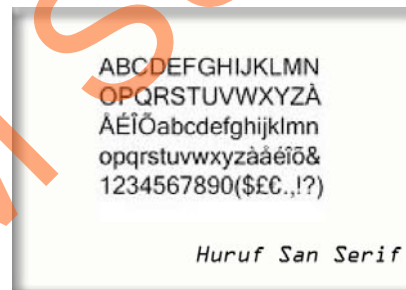 ABCDEFGHIJKLMN
OPQRSTUVWXYZÀ
ÅÉÎÕabcdefghijklmn
opqrstuvwxyzàåéîõ&
1234567890($£€.,!?)
Huruf San Serif